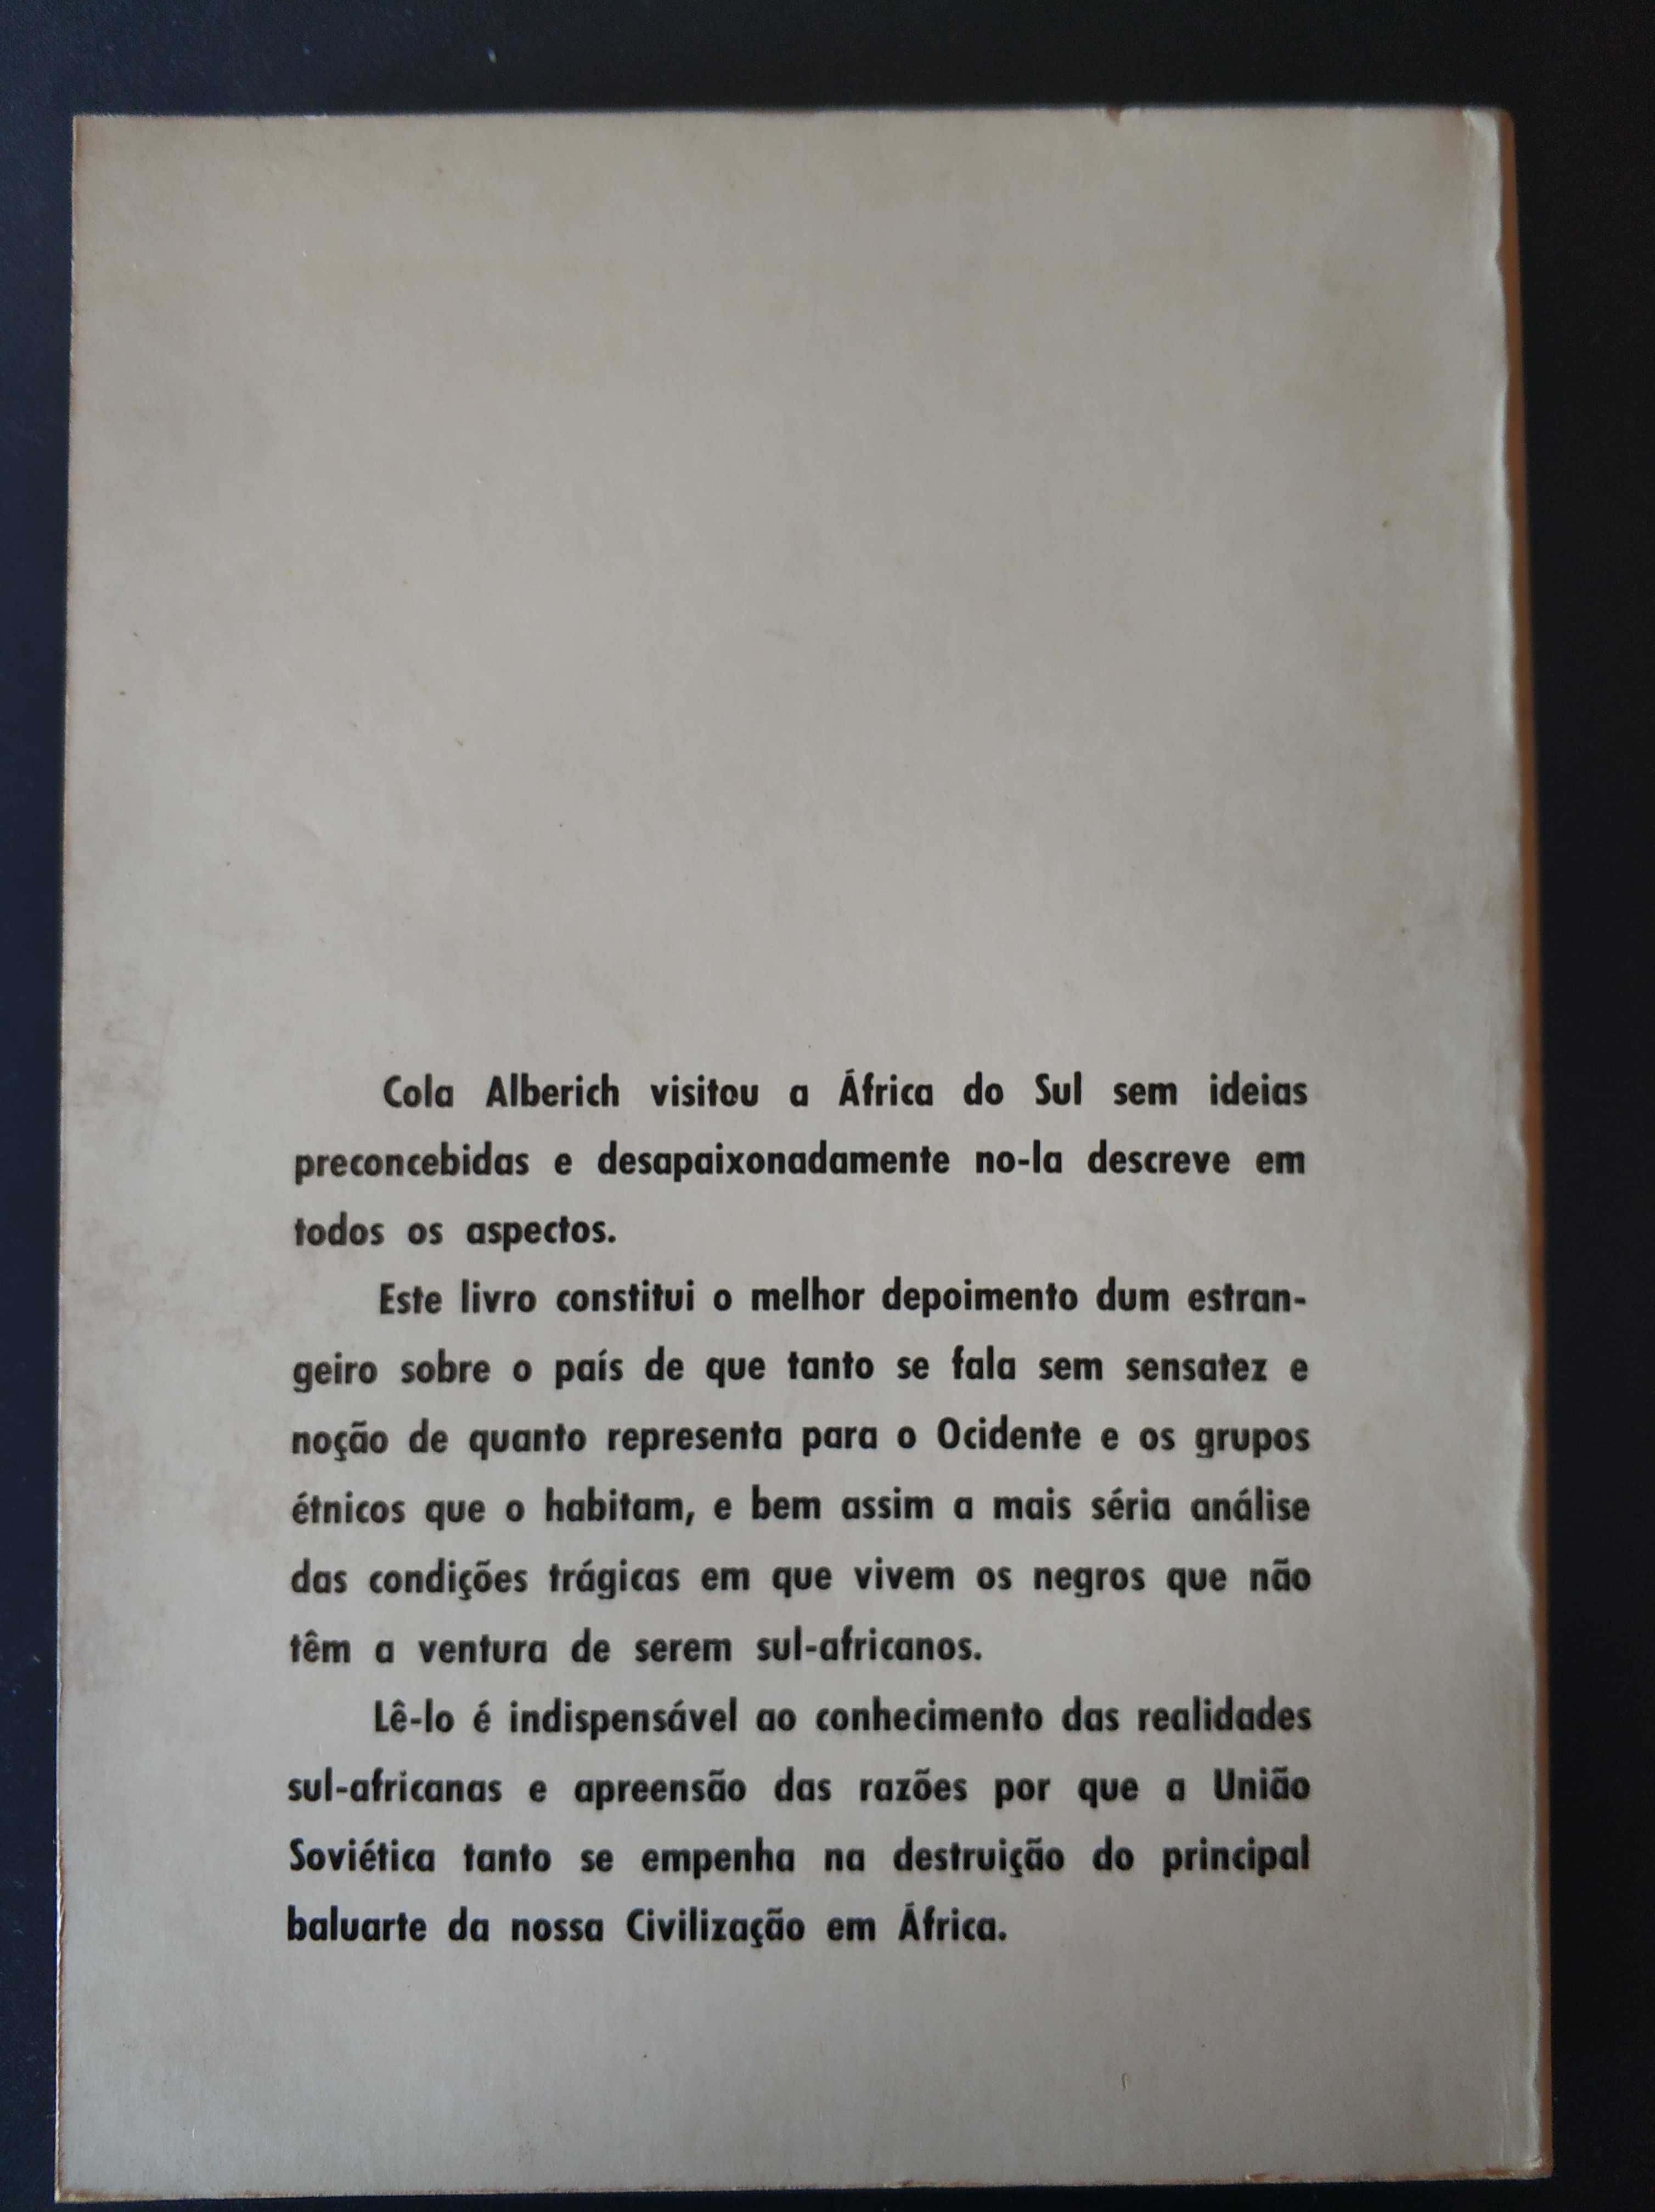 Cola Alberich visitou a África do Sul sem ideias
preconcebidas e desapaixonadamente no-la descreve em
todos os aspectos.
Este livro constitui o melhor depoimento dum estran-
geiro sobre o país de que tanto se fala sem sensatez e
noção de quanto representa para o Ocidente e os grupos
étnicos que o habitam, e bem assim a mais séria análise
das condições trágicas em que vivem os negros que não
têm a ventura de serem sul-africanos.
Lê-lo é indispensável ao conhecimento das realidades
sul-africanas e apreensão das razões por que a União
Soviética tanto se empenha na destruição do principal
baluarte da nossa Civilização em África.